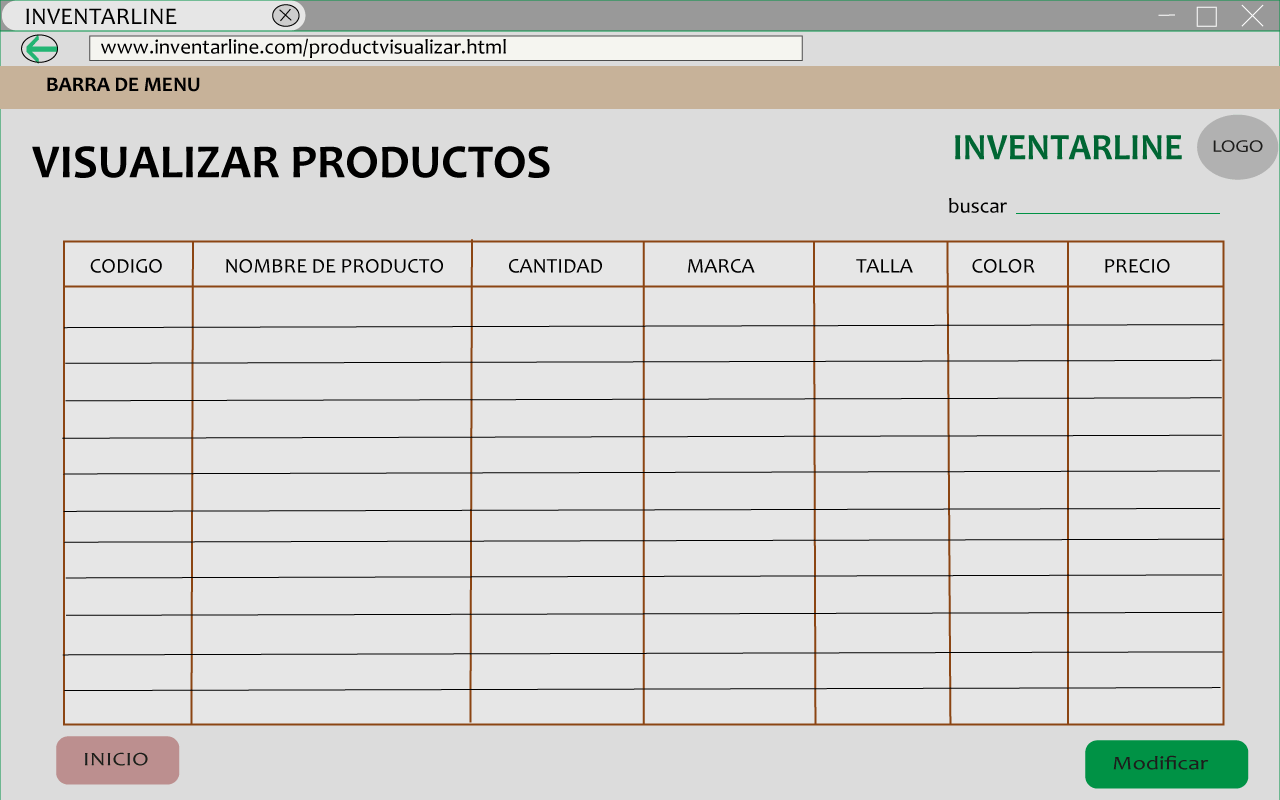 INVENTARLINE
www.inventarline.com/productvisualizar.html
BARRA DE MENU
VISUALIZAR PRODUCTOS
INVENTARLINE
LOGO
buscar
CODIGO NOMBRE DE PRODUCTO CANTIDAD MARCA TALLA COLOR PRECIO
INICIO
Modificar